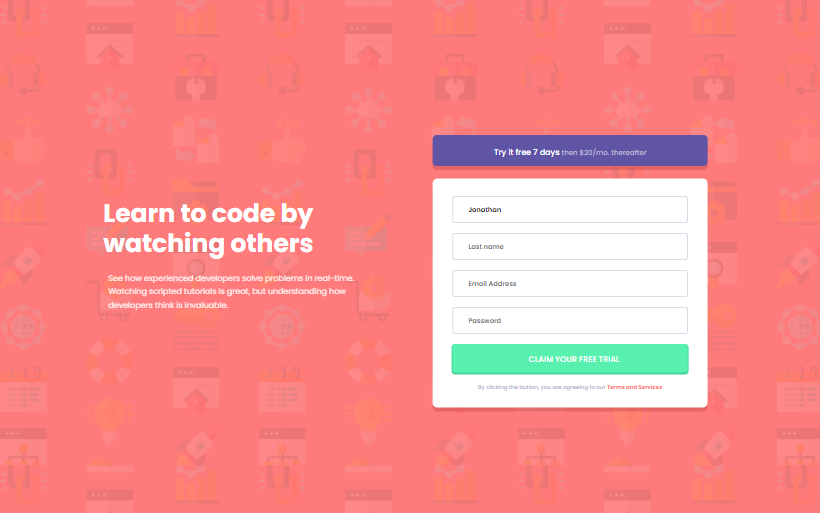 Learn to code by
watching others
See how experienced developers solve problems in real-time.
Watching scripted tutorials is great, but understanding how
developers think is invaluable.
Try it free 7 days then $20/mo. thereafter
Jonathan
Last name
Email Address
Password
CLAIM YOUR FREE TRIAL
By clicking the button, you are agreeing to our Terms and Services